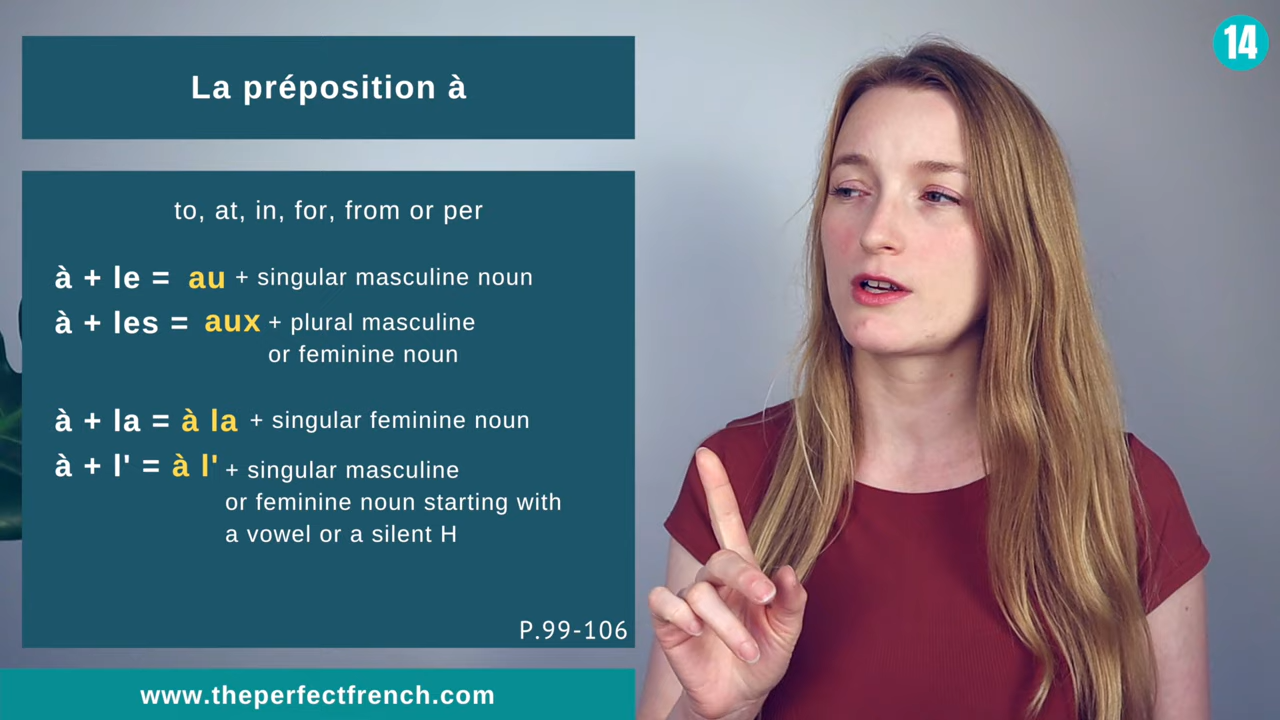 14
La préposition à
to, at, in, for, from or per
à + le = au + singular masculine noun
à + les = aux + plural masculine
or feminine noun
à + la = à la + singular feminine noun
à + l' = à l' + singular masculine
or feminine noun starting with
a vowel or a silent H
P.99-106
www.theperfectfrench.com